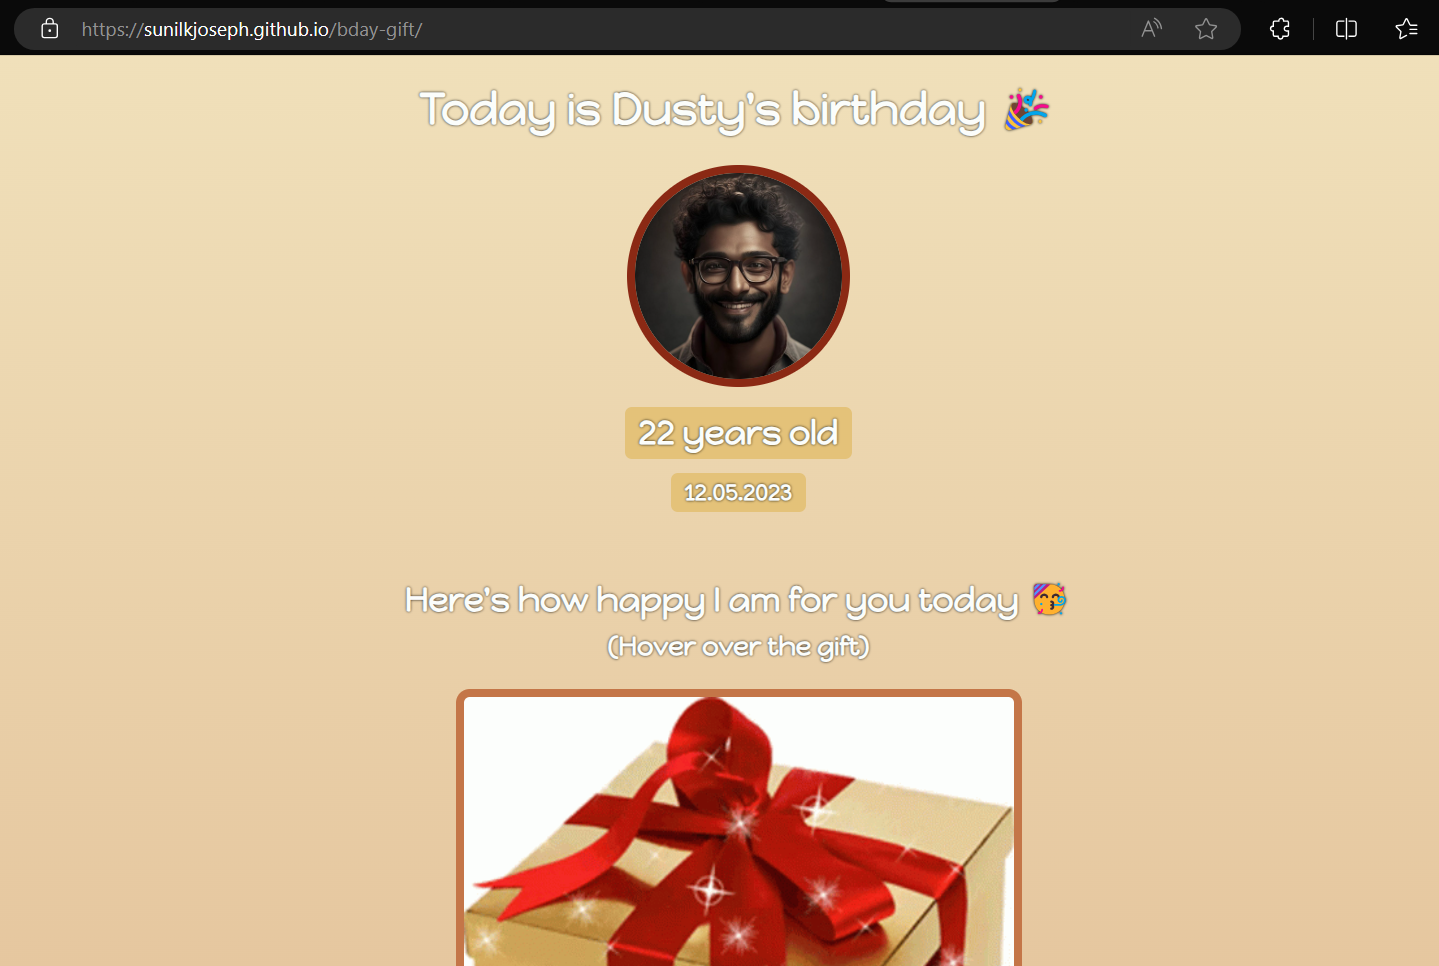 https://sunilkjoseph.github.io/bday-gift/
Today is Dusty's birthday 🎉
22 years old
12.05.2023
Here's how happy I am for you today 🥳
(Hover over the gift)